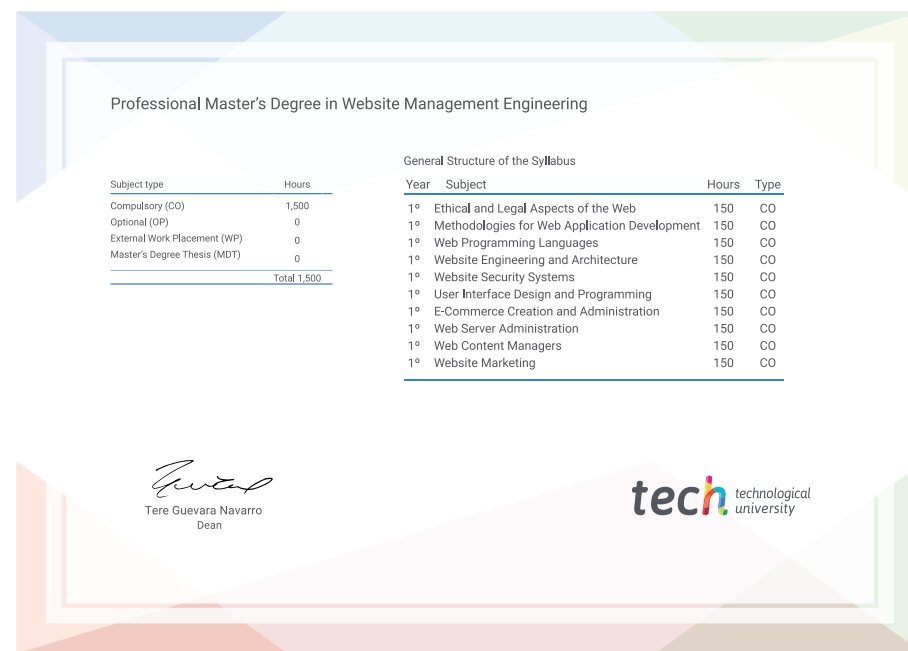 Professional Master's Degree in Website Management Engineering
Subject type Hours
Compulsory (CO) 1,500
Optional (OP) 0
External Work Placement (WP) 0
Master's Degree Thesis (MDT) 0
Total 1,500
General Structure of the Syllabus
Year Subject Hours Type
1º Ethical and Legal Aspects of the Web 150 CO
1º Methodologies for Web Application Development 150 CO
1º Web Programming Languages 150 CO
1º Website Engineering and Architecture 150 CO
1º Website Security Systems 150 CO
1º User Interface Design and Programming 150 CO
1º E-Commerce Creation and Administration 150 CO
1º Web Server Administration 150 CO
1º Web Content Managers 150 CO
1º Website Marketing 150 CO
Tere Guevara Navarro
Dean
tech technological
university